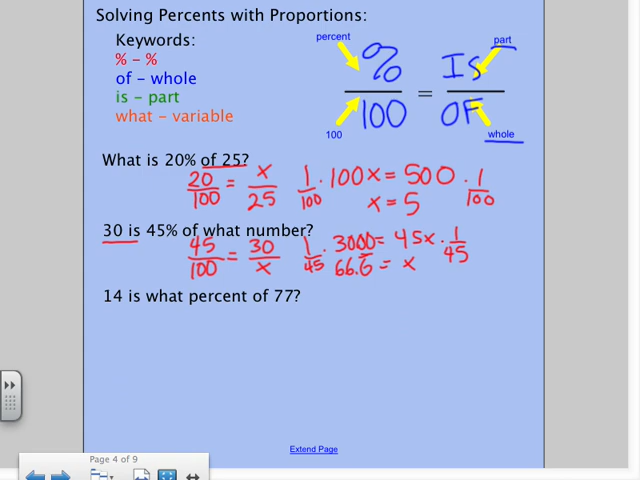 Solving Percents with Proportions:
Keywords:
% – %
of – whole
is – part
what – variable
percent
part
% / 100 = IS / OF
100
whole
What is 20% of 25?
20/100 = x/25   1/100 · 100x = 500 · 1/100
x = 5
30 is 45% of what number?
45/100 = 30/x   1/45 · 3000 = 45x · 1/45
66.6̅ = x
14 is what percent of 77?
Extend Page
Page 4 of 9